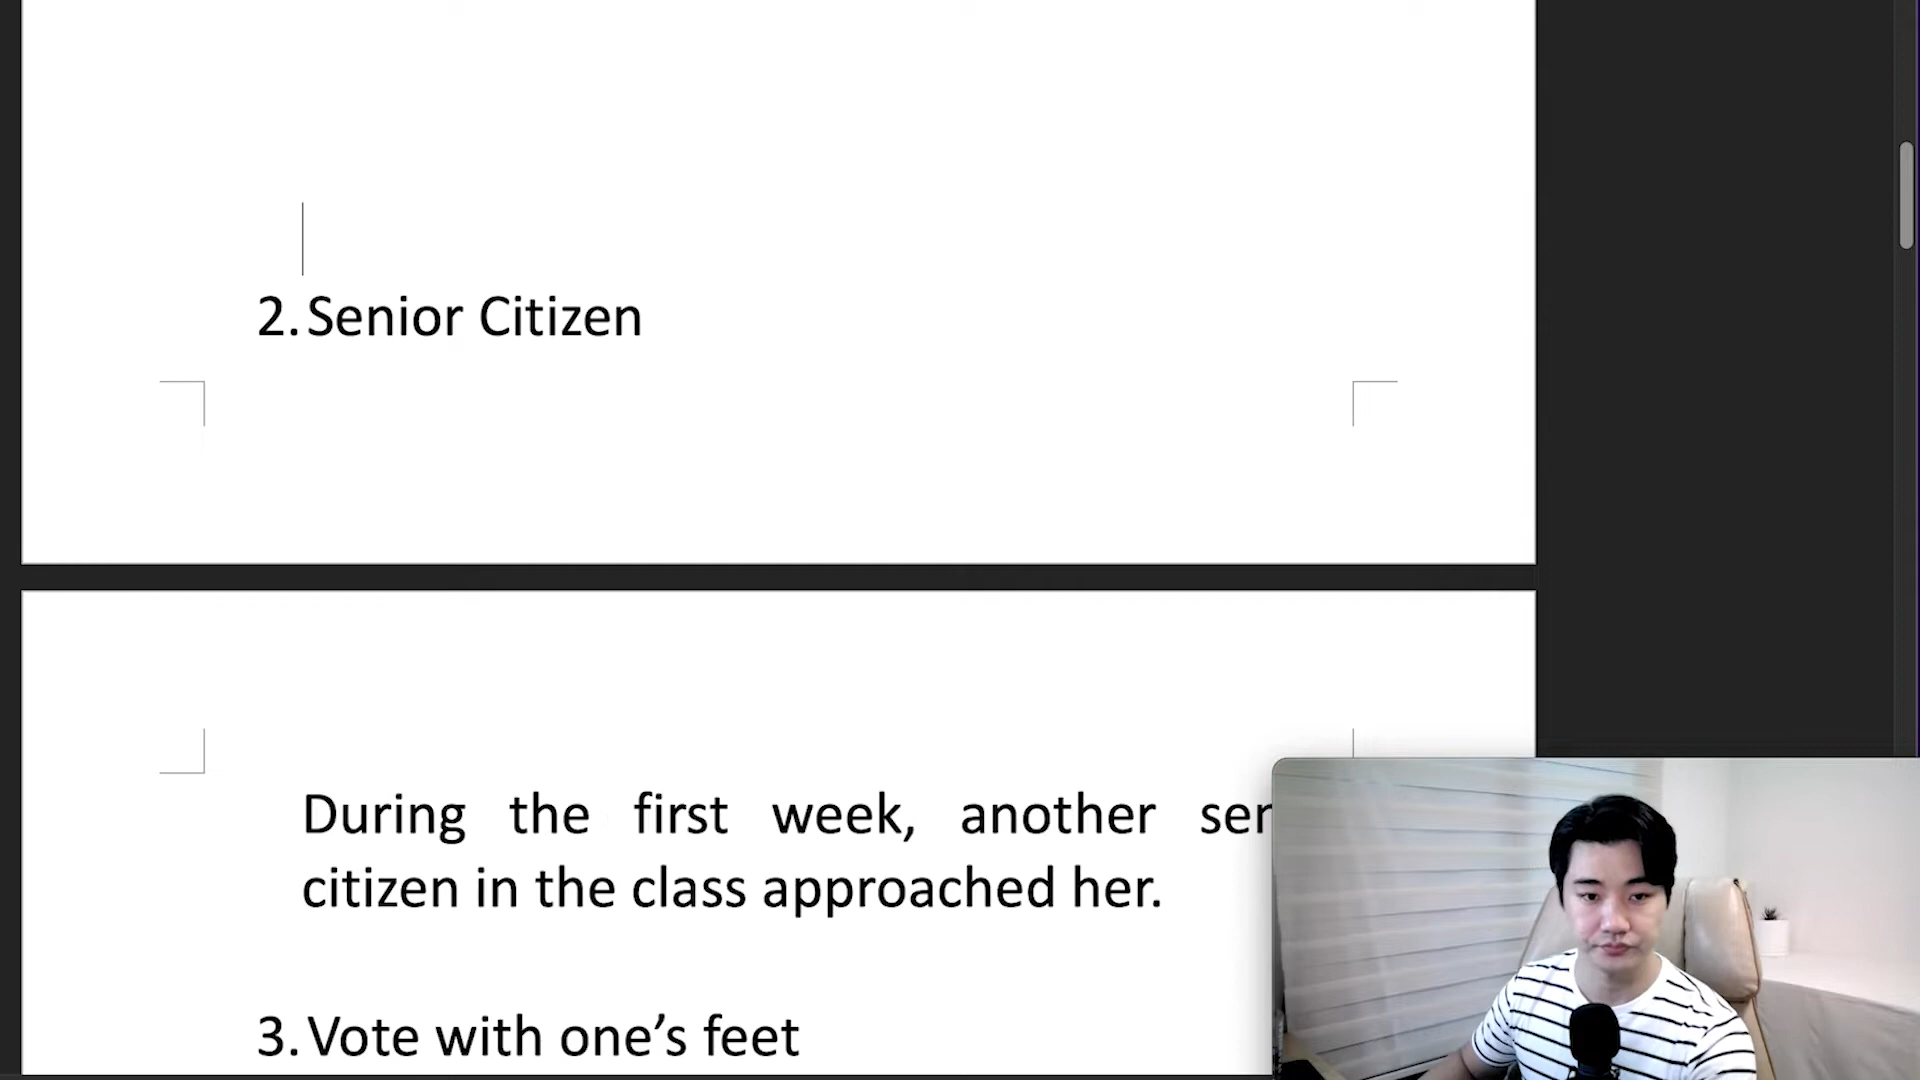 2. Senior Citizen
During the first week, another
citizen in the class approached her.
3. Vote with one’s feet